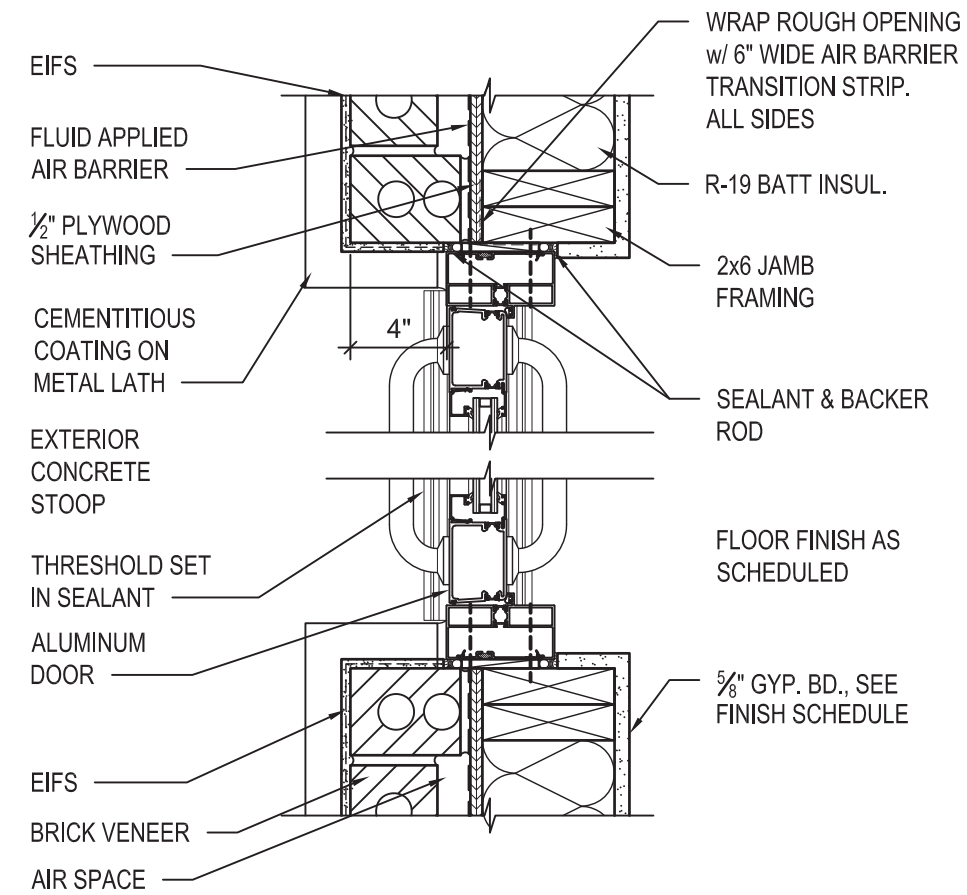 EIFS
FLUID APPLIED
AIR BARRIER
½" PLYWOOD
SHEATHING
CEMENTITIOUS
COATING ON
METAL LATH
EXTERIOR
CONCRETE
STOOP
THRESHOLD SET
IN SEALANT
ALUMINUM
DOOR
EIFS
BRICK VENEER
AIR SPACE
4"
WRAP ROUGH OPENING
w/ 6" WIDE AIR BARRIER
TRANSITION STRIP.
ALL SIDES
R-19 BATT INSUL.
2x6 JAMB
FRAMING
SEALANT & BACKER
ROD
FLOOR FINISH AS
SCHEDULED
⅝" GYP. BD., SEE
FINISH SCHEDULE